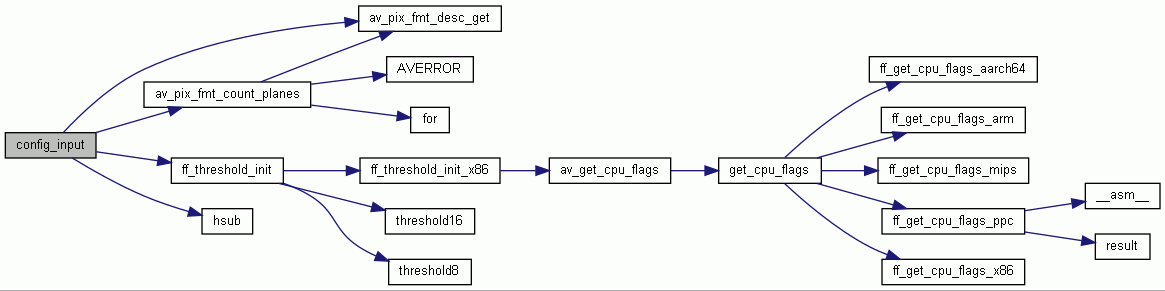 av_pix_fmt_desc_get
AVERROR
ff_get_cpu_flags_aarch64
av_pix_fmt_count_planes
for
ff_get_cpu_flags_arm
config_input
ff_threshold_init
ff_threshold_init_x86
av_get_cpu_flags
get_cpu_flags
ff_get_cpu_flags_mips
__asm__
hsub
threshold16
ff_get_cpu_flags_ppc
result
threshold8
ff_get_cpu_flags_x86